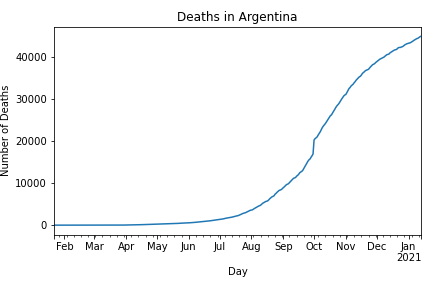 Deaths in Argentina
Number of Deaths
40000
30000
20000
10000
0
Feb Mar Apr May Jun Jul Aug Sep Oct Nov Dec Jan
2021
Day